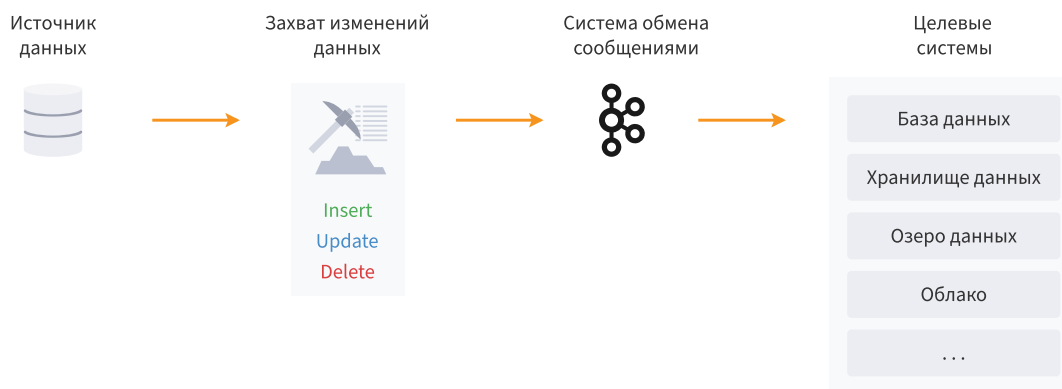 Источник
данных
Захват изменений
данных
Insert
Update
Delete
Система обмена
сообщениями
Целевые
системы
База данных
Хранилище данных
Озеро данных
Облако
...